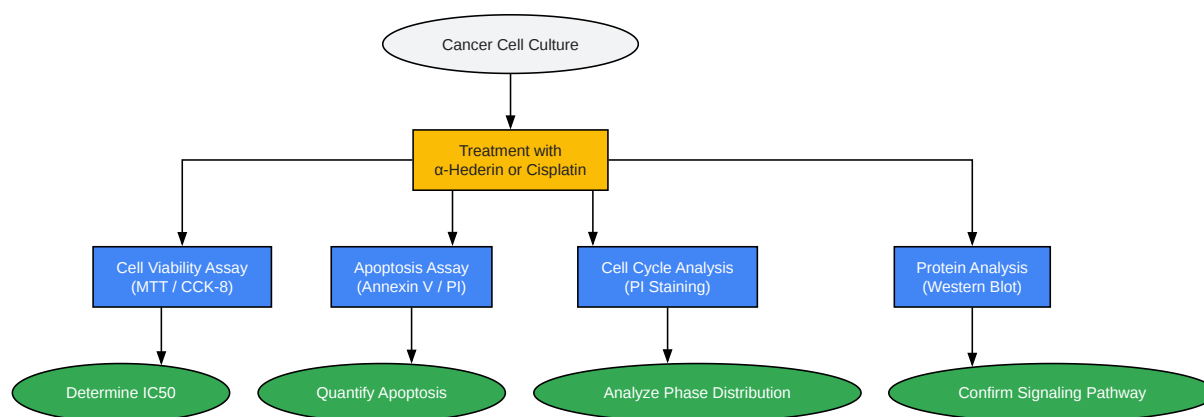 Cancer Cell Culture
Treatment with
α-Hederin or Cisplatin
Cell Viability Assay
(MTT / CCK-8)
Apoptosis Assay
(Annexin V / PI)
Cell Cycle Analysis
(PI Staining)
Protein Analysis
(Western Blot)
Determine IC50
Quantify Apoptosis
Analyze Phase Distribution
Confirm Signaling Pathway